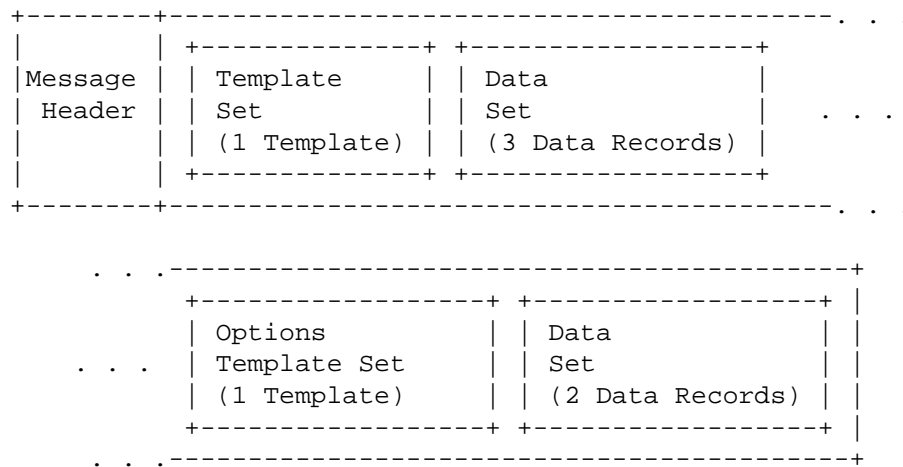 Message Header
Template Set (1 Template)
Data Set (3 Data Records)
. . .
Options Template Set (1 Template)
Data Set (2 Data Records)